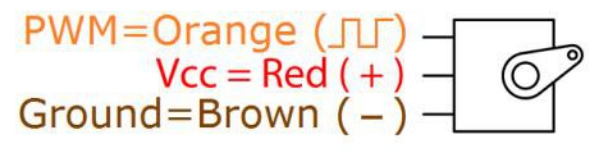 PWM=Orange (⎍⎍)
Vcc = Red ( + )
Ground=Brown ( − )